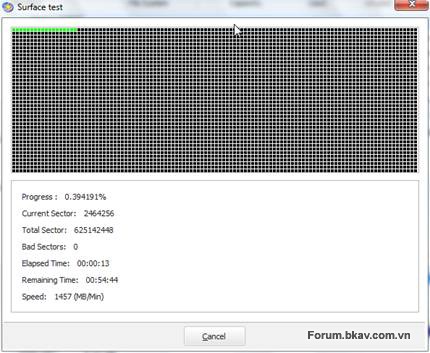 Surface test
Progress : 0.394191%
Current Sector: 2464256
Total Sector: 625142448
Bad Sectors: 0
Elapsed Time: 00:00:13
Remaining Time: 00:54:44
Speed: 1457 (MB/Min)
Cancel
Forum.bkav.com.vn